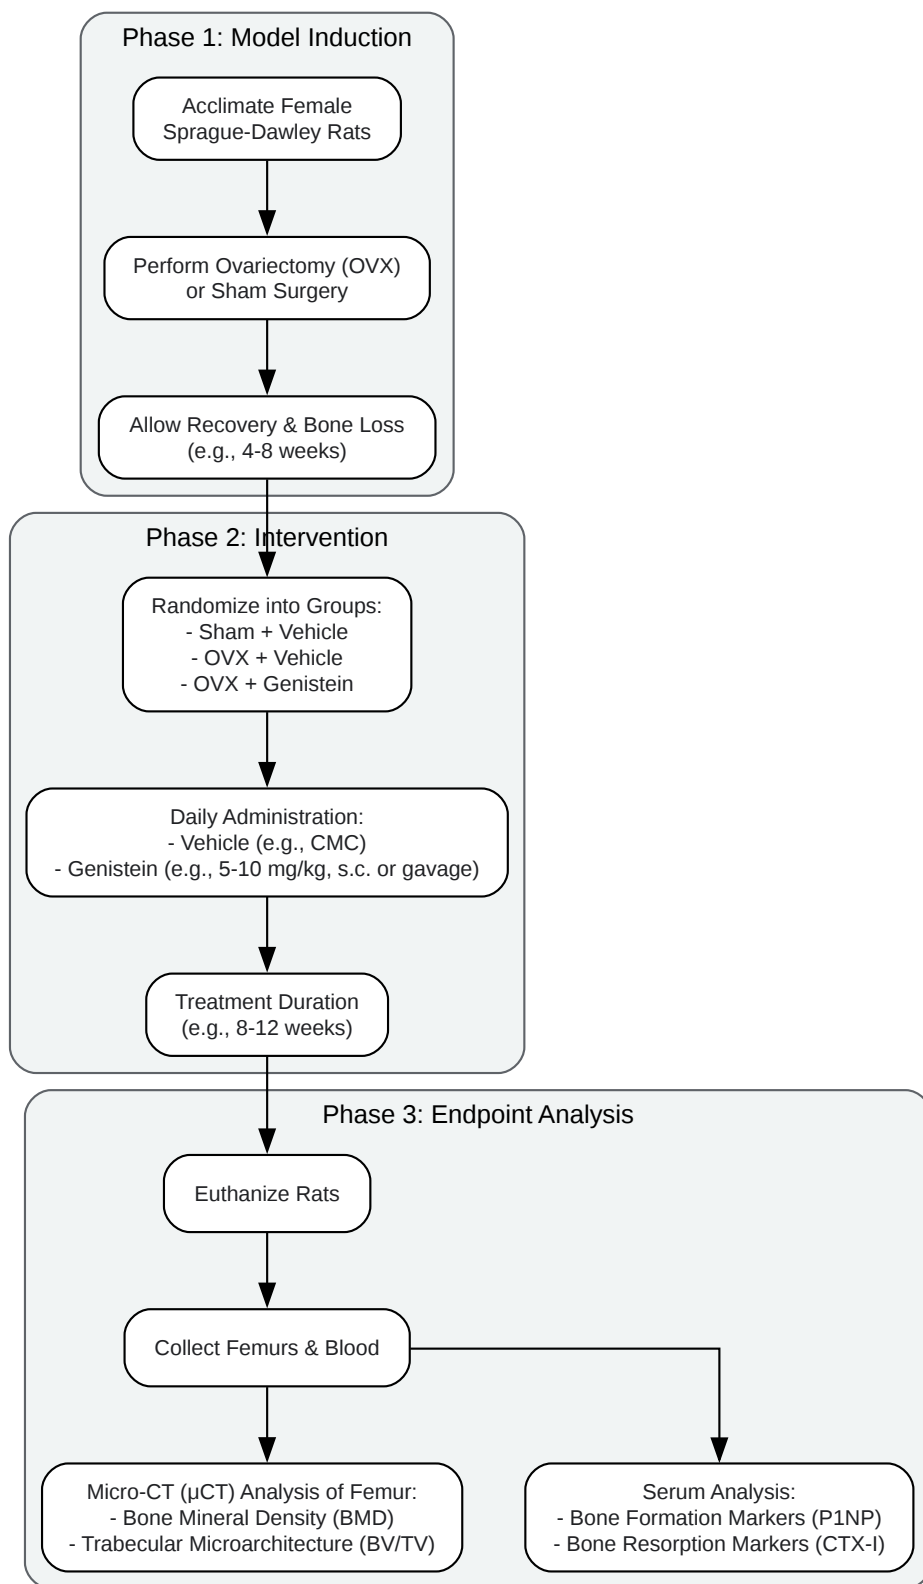 Phase 1: Model Induction
Acclimate Female
Sprague-Dawley Rats
Perform Ovariectomy (OVX)
or Sham Surgery
Allow Recovery & Bone Loss
(e.g., 4-8 weeks)
Phase 2: Intervention
Randomize into Groups:
- Sham + Vehicle
- OVX + Vehicle
- OVX + Genistein
Daily Administration:
- Vehicle (e.g., CMC)
- Genistein (e.g., 5-10 mg/kg, s.c. or gavage)
Treatment Duration
(e.g., 8-12 weeks)
Phase 3: Endpoint Analysis
Euthanize Rats
Collect Femurs & Blood
Micro-CT (µCT) Analysis of Femur:
- Bone Mineral Density (BMD)
- Trabecular Microarchitecture (BV/TV)
Serum Analysis:
- Bone Formation Markers (P1NP)
- Bone Resorption Markers (CTX-I)